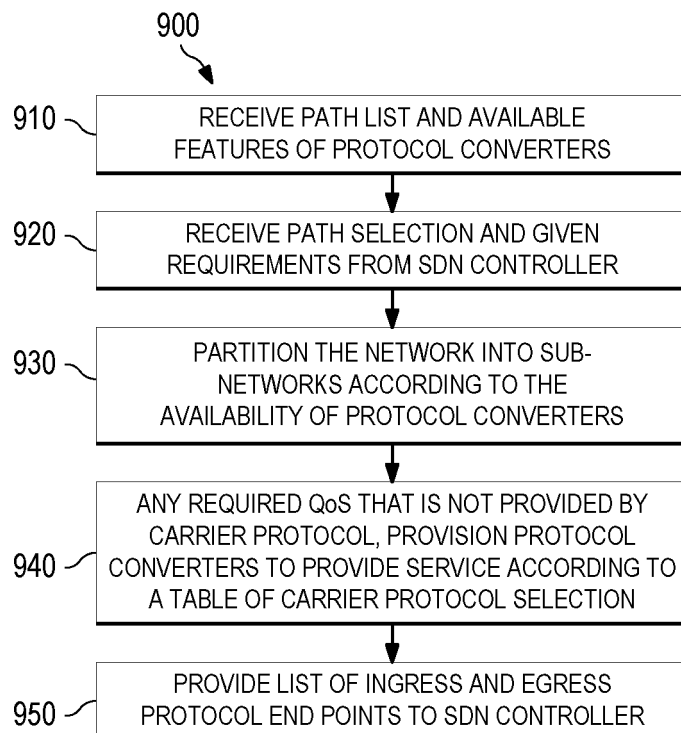 900
910
RECEIVE PATH LIST AND AVAILABLE
FEATURES OF PROTOCOL CONVERTERS
920
RECEIVE PATH SELECTION AND GIVEN
REQUIREMENTS FROM SDN CONTROLLER
930
PARTITION THE NETWORK INTO SUB-
NETWORKS ACCORDING TO THE
AVAILABILITY OF PROTOCOL CONVERTERS
940
ANY REQUIRED QoS THAT IS NOT PROVIDED BY
CARRIER PROTOCOL, PROVISION PROTOCOL
CONVERTERS TO PROVIDE SERVICE ACCORDING TO
A TABLE OF CARRIER PROTOCOL SELECTION
950
PROVIDE LIST OF INGRESS AND EGRESS
PROTOCOL END POINTS TO SDN CONTROLLER